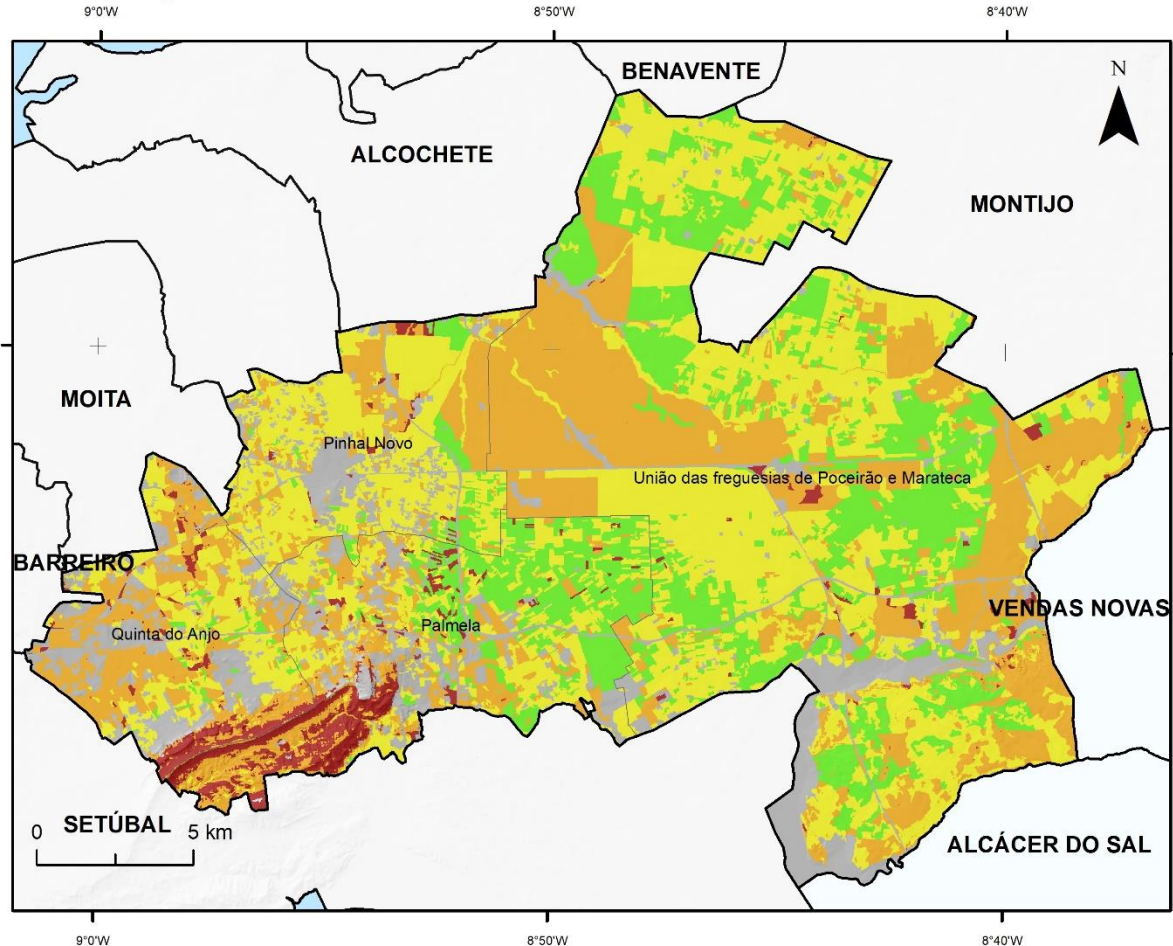 9°0'W
8°50'W
8°40'W
BENAVENTE
N
ALCOCHETE
MONTIJO
MOITA
Pinhal Novo
União das freguesias de Poceirão e Marateca
BARREIRO
VENDAS NOVAS
Quinta do Anjo
Palmela
0 SETÚBAL 5 km
ALCÁCER DO SAL
9°0'W
8°50'W
8°40'W